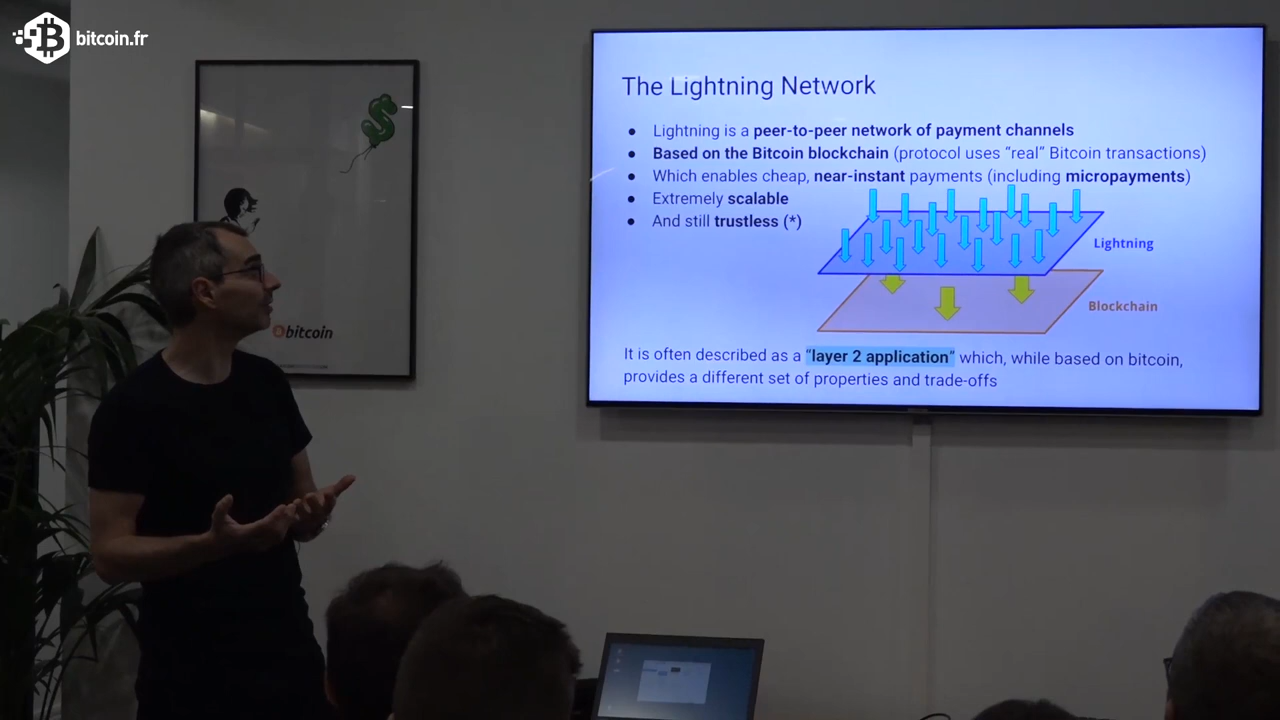 bitcoin.fr
The Lightning Network
● Lightning is a peer-to-peer network of payment channels
● Based on the Bitcoin blockchain (protocol uses “real” Bitcoin transactions)
● Which enables cheap, near-instant payments (including micropayments)
● Extremely scalable
● And still trustless (*)
Lightning
Blockchain
It is often described as a "layer 2 application" which, while based on bitcoin,
provides a different set of properties and trade-offs
bitcoin